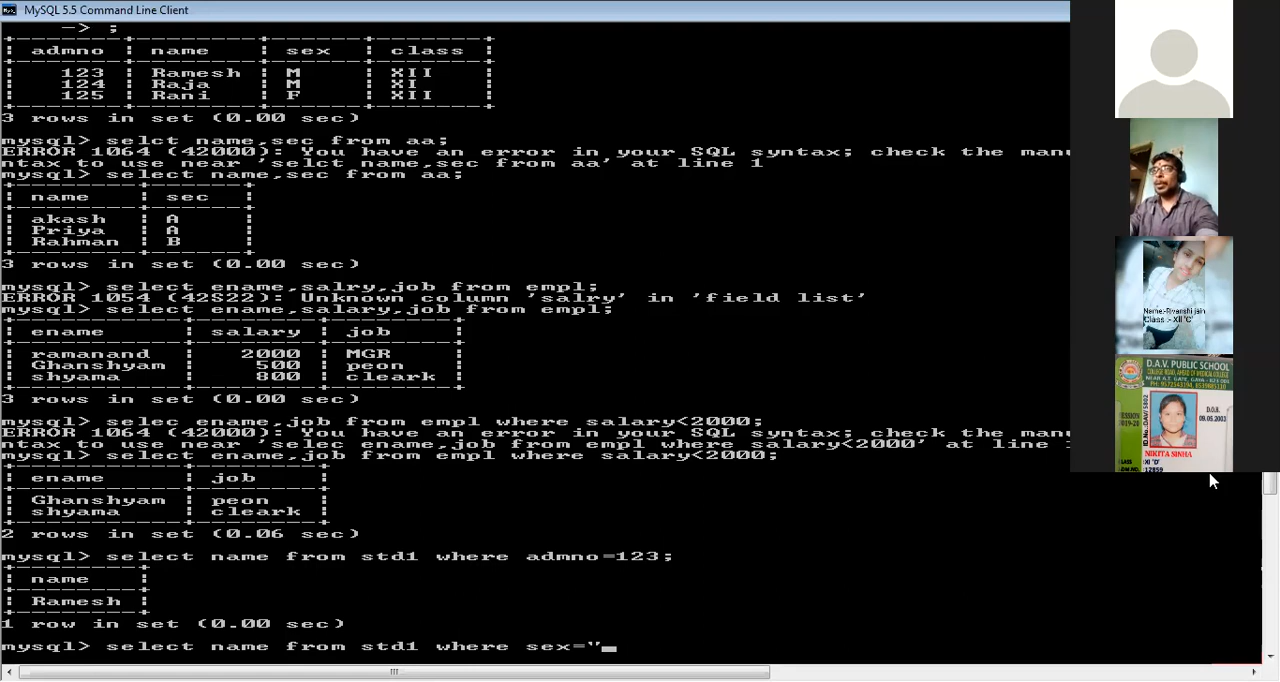 MySQL 5.5 Command Line Client
-> ;
admno | name | sex | class
123 | Ramesh | M | XII
124 | Raja | M | XI
125 | Rani | F | XII
3 rows in set (0.00 sec)
mysql> selct name,sec from aa;
ERROR 1064 (42000): You have an error in your SQL syntax; check the manu
ntax to use near 'selct name,sec from aa' at line 1
mysql> select name,sec from aa;
name | sec
akash | A
Priya | A
Rahman | B
3 rows in set (0.00 sec)
mysql> select ename,salry,job from empl;
ERROR 1054 (42S22): Unknown column 'salry' in 'field list'
mysql> select ename,salary,job from empl;
ename | salary | job
ramanand | 2000 | MGR
Ghanshyam | 500 | peon
shyama | 800 | cleark
3 rows in set (0.00 sec)
mysql> selec ename,job from empl where salary<2000;
ERROR 1064 (42000): You have an error in your SQL syntax; check the manu
ntax to use near 'selec ename,job from empl where salary<2000' at line
mysql> select ename,job from empl where salary<2000;
ename | job
Ghanshyam | peon
shyama | cleark
2 rows in set (0.06 sec)
mysql> select name from std1 where admno=123;
name
Ramesh
1 row in set (0.00 sec)
mysql> select name from std1 where sex="
Class :- XII 'C'
D.A.V. PUBLIC SCHOOL
D.O.B.
09.05.2003
NIKITA SINHA